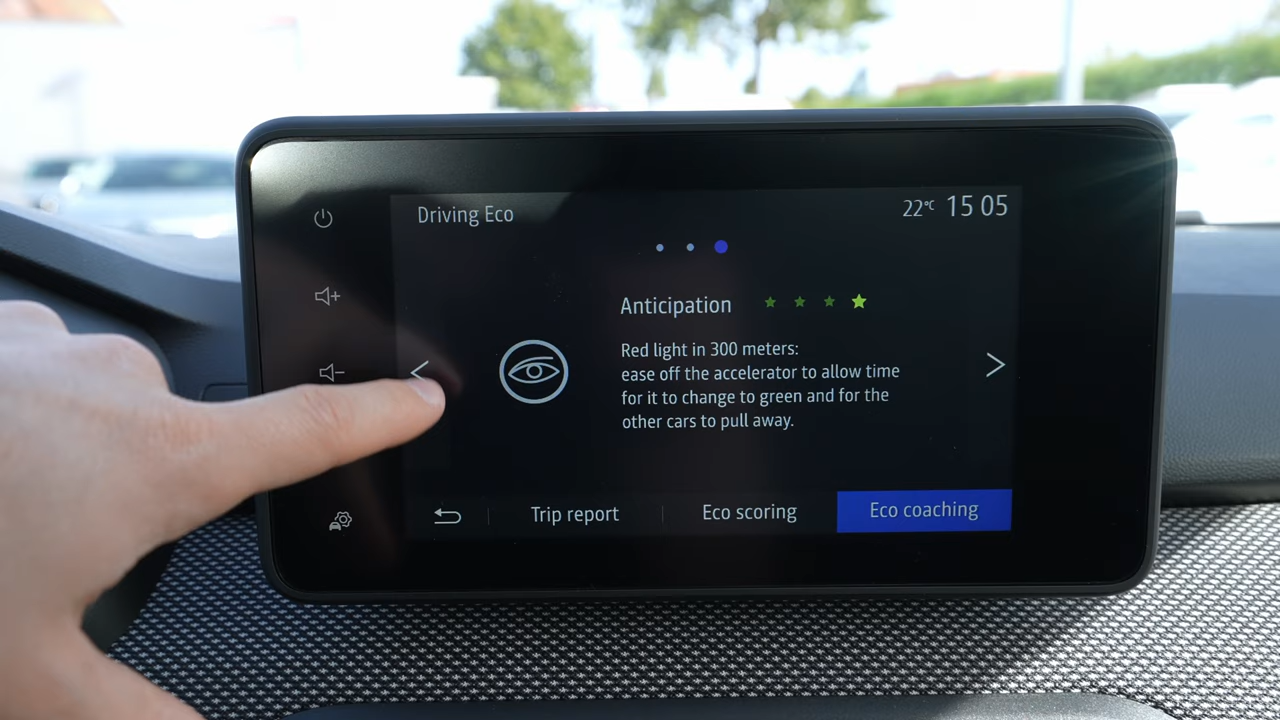 Driving Eco
22°C 15 05
Anticipation
Red light in 300 meters:
ease off the accelerator to allow time
for it to change to green and for the
other cars to pull away.
Trip report
Eco scoring
Eco coaching